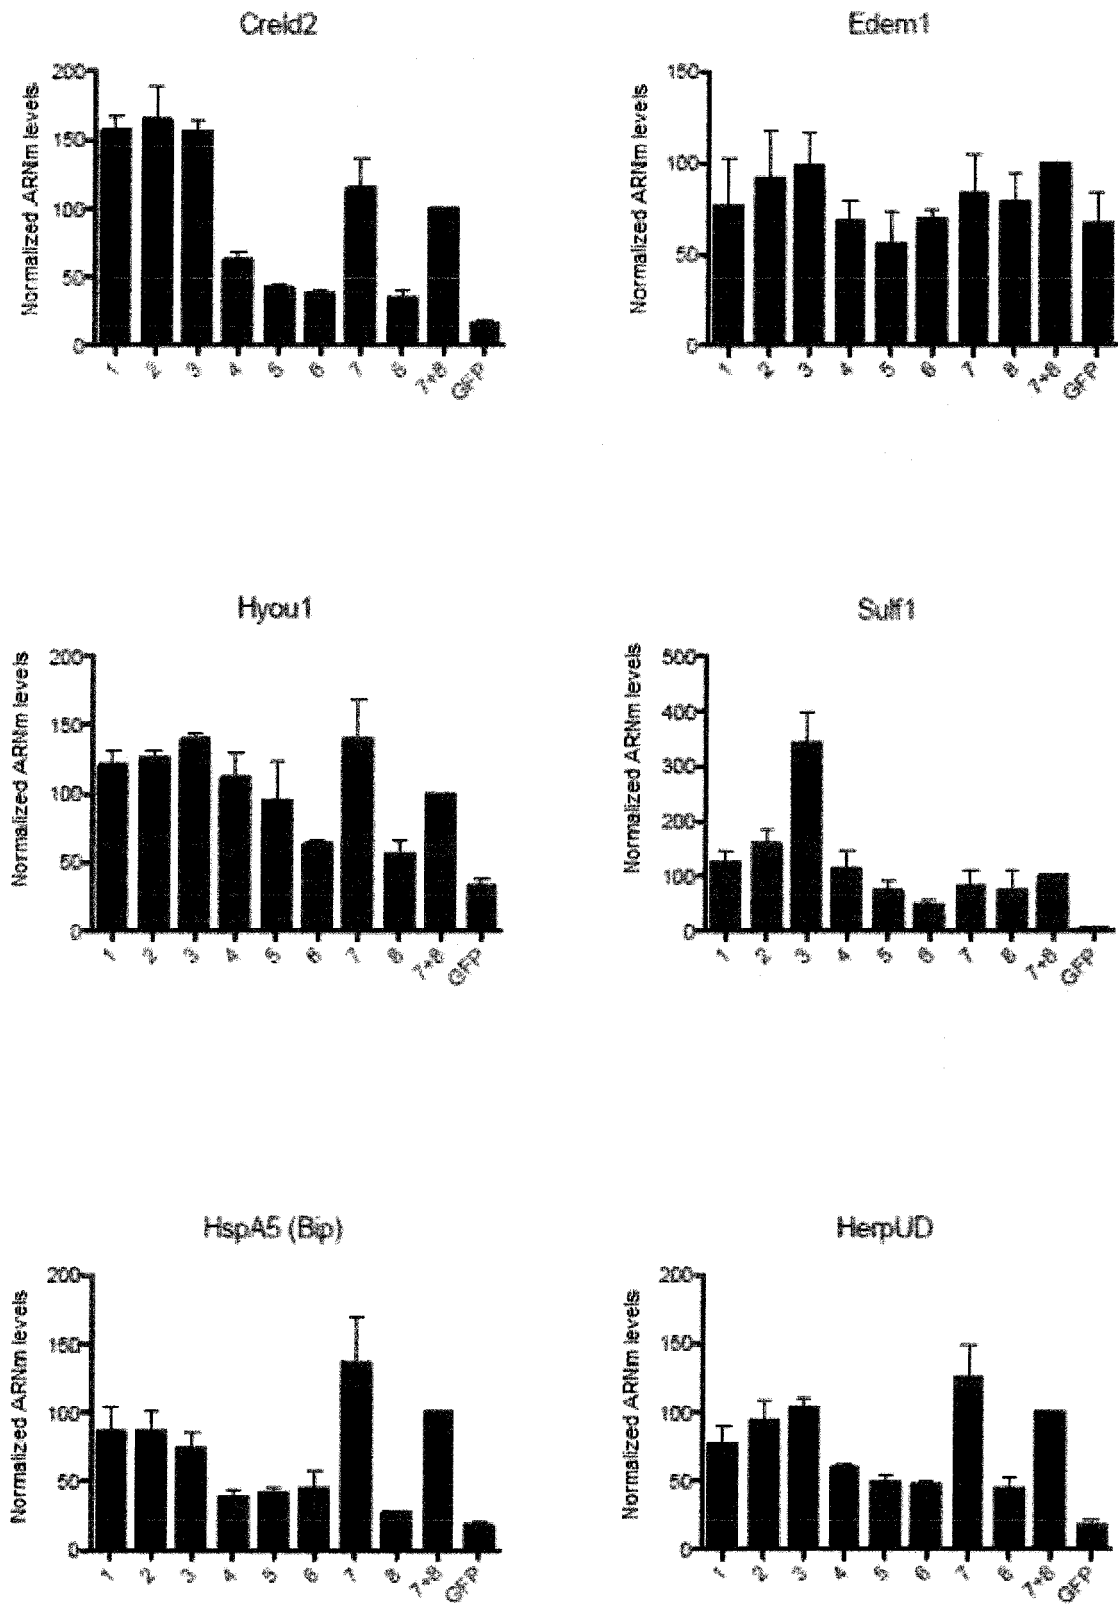 Creld2
Normalized ARNm levels
200
150
100
50
0
1 2 3 4 5 6 7 8 7+8 GFP
Edem1
Normalized ARNm levels
150
100
50
0
1 2 3 4 5 6 7 8 7+8 GFP
Hyou1
Normalized ARNm levels
200
150
100
50
0
1 2 3 4 5 6 7 8 7+8 GFP
Sulf1
Normalized ARNm levels
500
400
300
200
100
0
1 2 3 4 5 6 7 8 7+8 GFP
HspA5 (Bip)
Normalized ARNm levels
200
150
100
50
0
1 2 3 4 5 6 7 8 7+8 GFP
HerpUD
Normalized ARNm levels
200
150
100
50
0
1 2 3 4 5 6 7 8 7+8 GFP